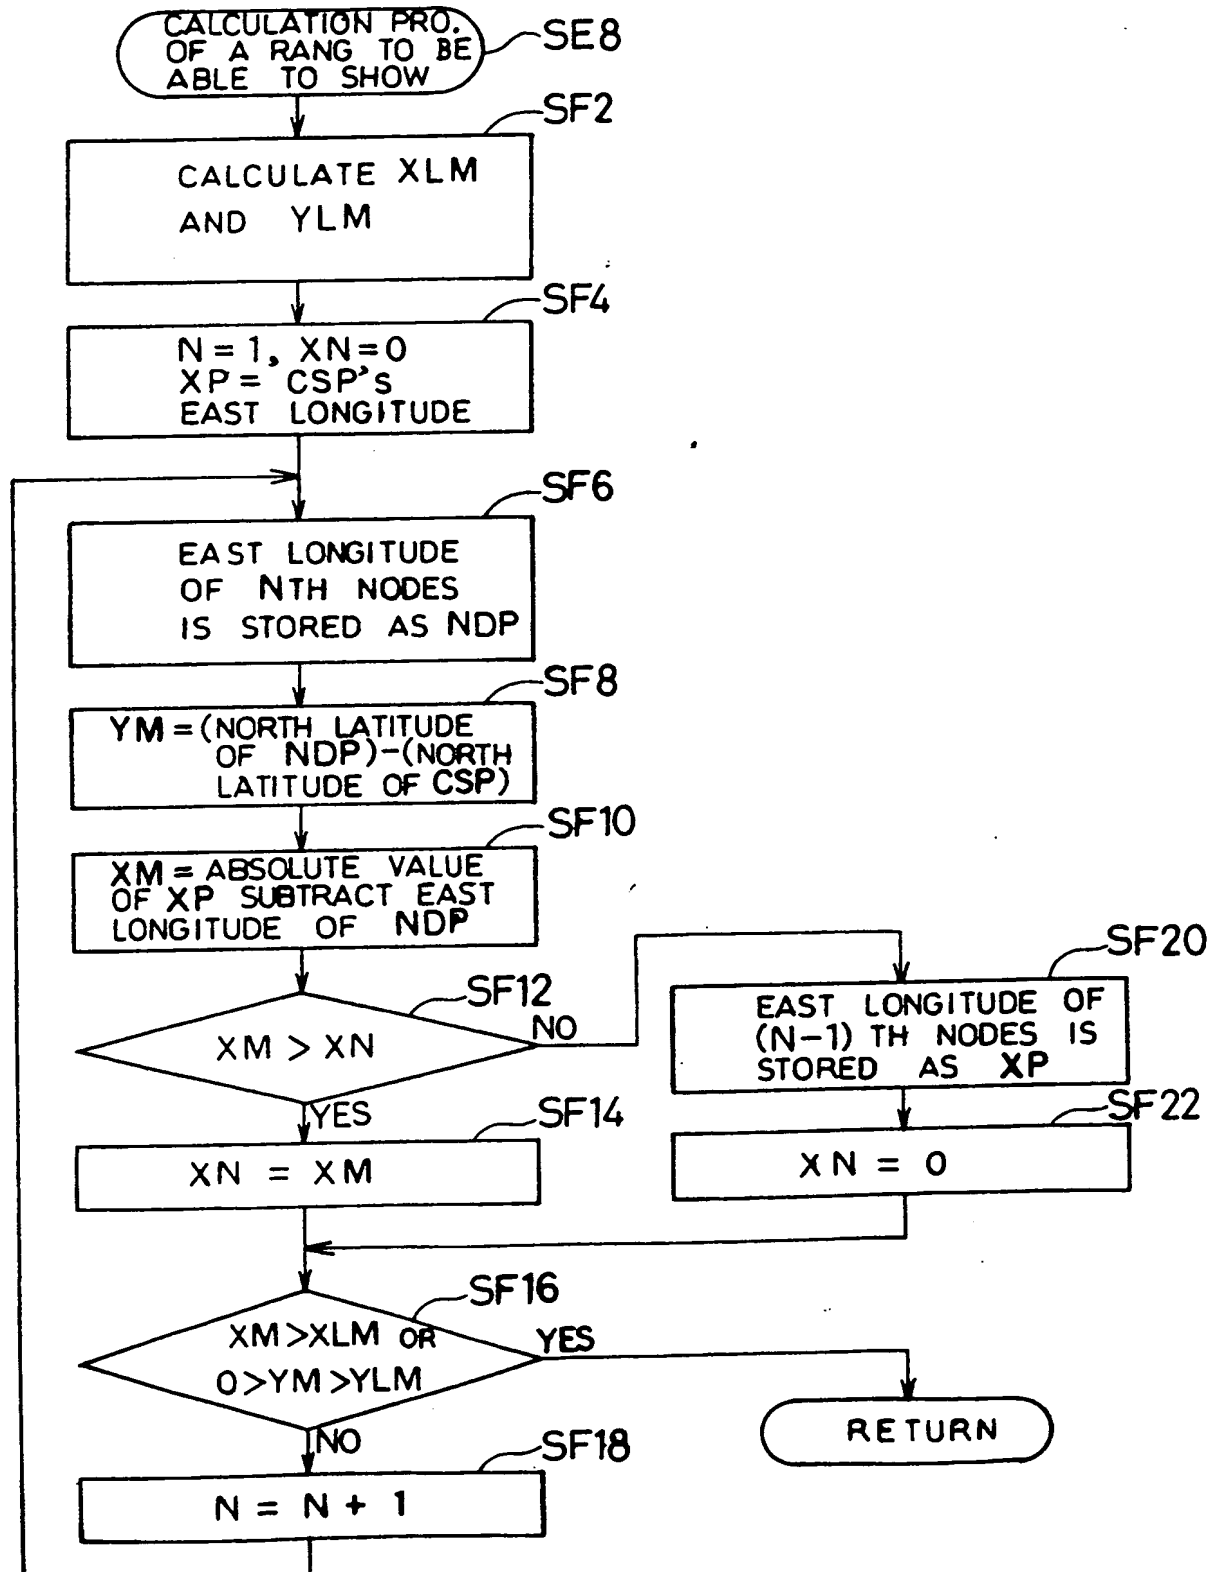 CALCULATION PRO.
OF A RANG TO BE
ABLE TO SHOW
SE8
SF2
CALCULATE XLM
AND YLM
SF4
N = 1, XN=0
XP = CSP's
EAST LONGITUDE
SF6
EAST LONGITUDE
OF NTH NODES
IS STORED AS NDP
SF8
YM = (NORTH LATITUDE
OF NDP)-(NORTH
LATITUDE OF CSP)
SF10
XM = ABSOLUTE VALUE
OF XP SUBTRACT EAST
LONGITUDE OF NDP
SF12
XM > XN
NO
YES
SF20
EAST LONGITUDE OF
(N-1) TH NODES IS
STORED AS XP
SF14
XN = XM
SF22
XN = 0
SF16
XM >XLM OR
0>YM>YLM
YES
NO
RETURN
SF18
N = N + 1